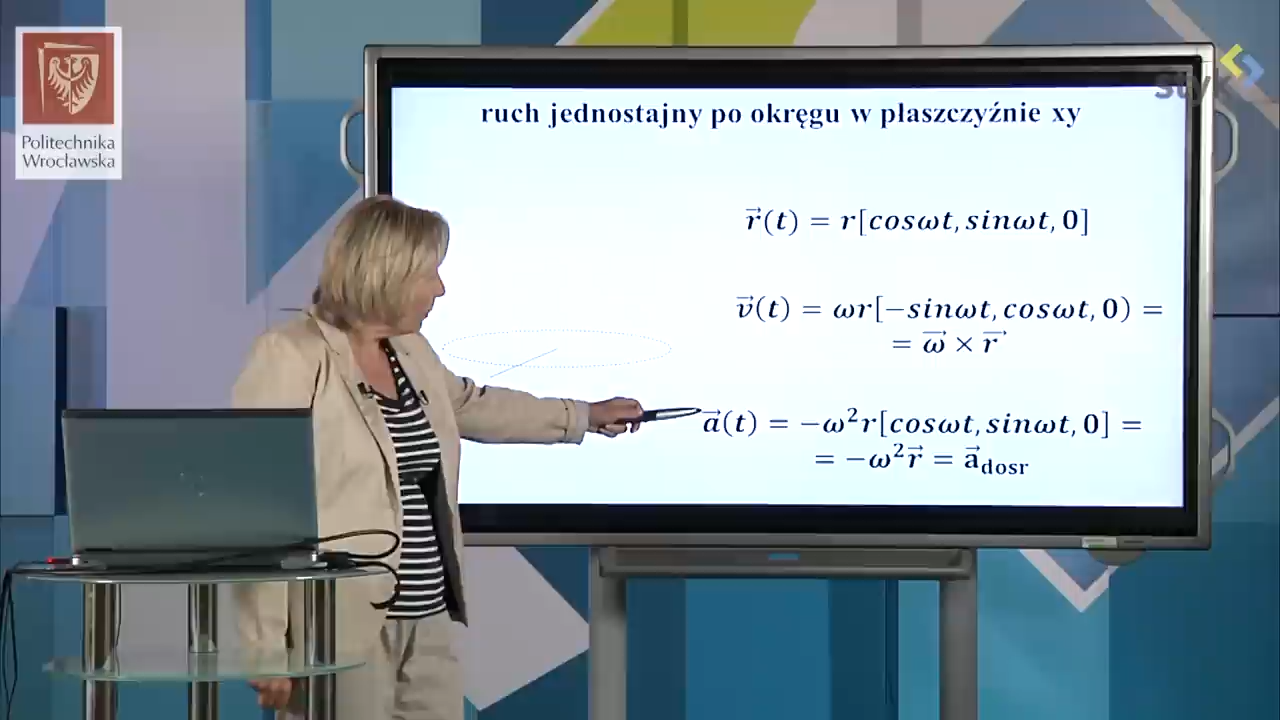 Politechnika
Wrocławska
Styk
ruch jednostajny po okręgu w płaszczyźnie xy
r⃗(t) = r[cosωt, sinωt, 0]
v⃗(t) = ωr[−sinωt, cosωt, 0) =
= ω⃗ × r⃗
a⃗(t) = −ω²r[cosωt, sinωt, 0] =
= −ω²r⃗ = a⃗dosr